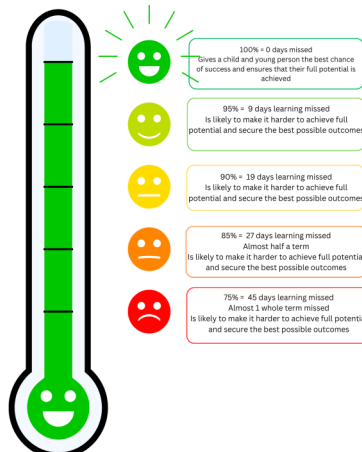 100% = 0 days missed
Gives a child and young person the best chance
of success and ensures that their full potential is
achieved
95% = 9 days learning missed
Is likely to make it harder to achieve full
potential and secure the best possible outcomes
90% = 19 days learning missed
Is likely to make it harder to achieve full
potential and secure the best possible outcomes
85% = 27 days learning missed
Almost half a term
Is likely to make it harder to achieve full potential
and secure the best possible outcomes
75% = 45 days learning missed
Almost 1 whole term missed
Is likely to make it harder to achieve full potential
and secure the best possible outcomes